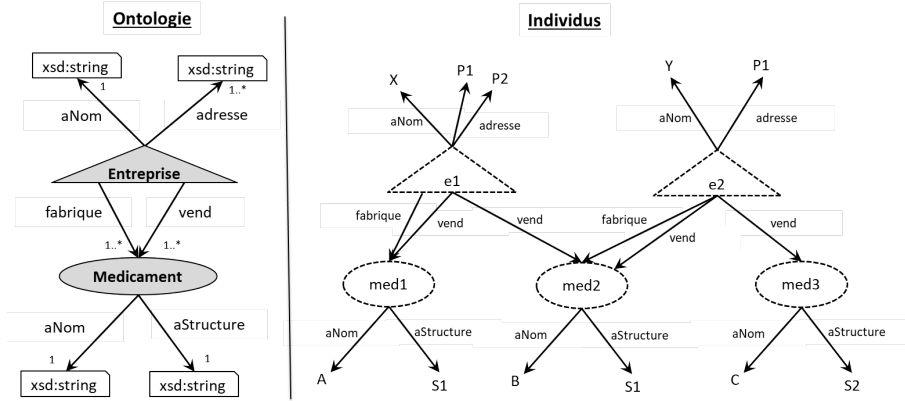 Ontologie
Individus
xsd:string
xsd:string
1
1..*
aNom
adresse
Entreprise
fabrique
vend
1..*
1..*
Medicament
aNom
aStructure
1
1
xsd:string
xsd:string
X
P1
P2
aNom
adresse
e1
Y
P1
aNom
adresse
e2
fabrique
vend
vend
fabrique
vend
vend
med1
med2
med3
aNom
aStructure
aNom
aStructure
aNom
aStructure
A
S1
B
S1
C
S2